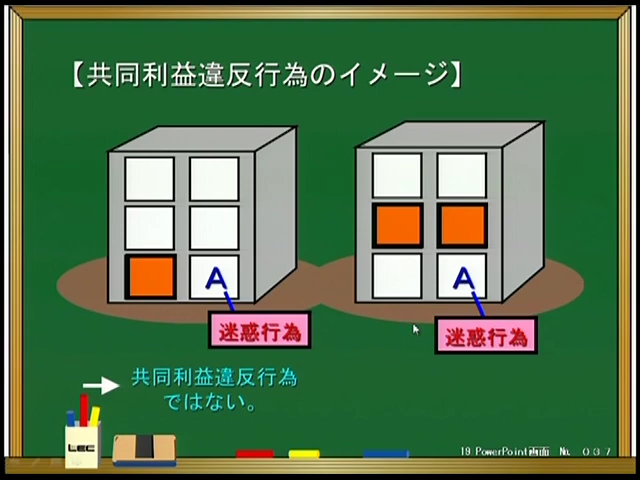 【共同利益違反行為のイメージ】
A
A
迷惑行為
迷惑行為
共同利益違反行為
ではない。
LEC
19 PowerPoint画面 No. 037